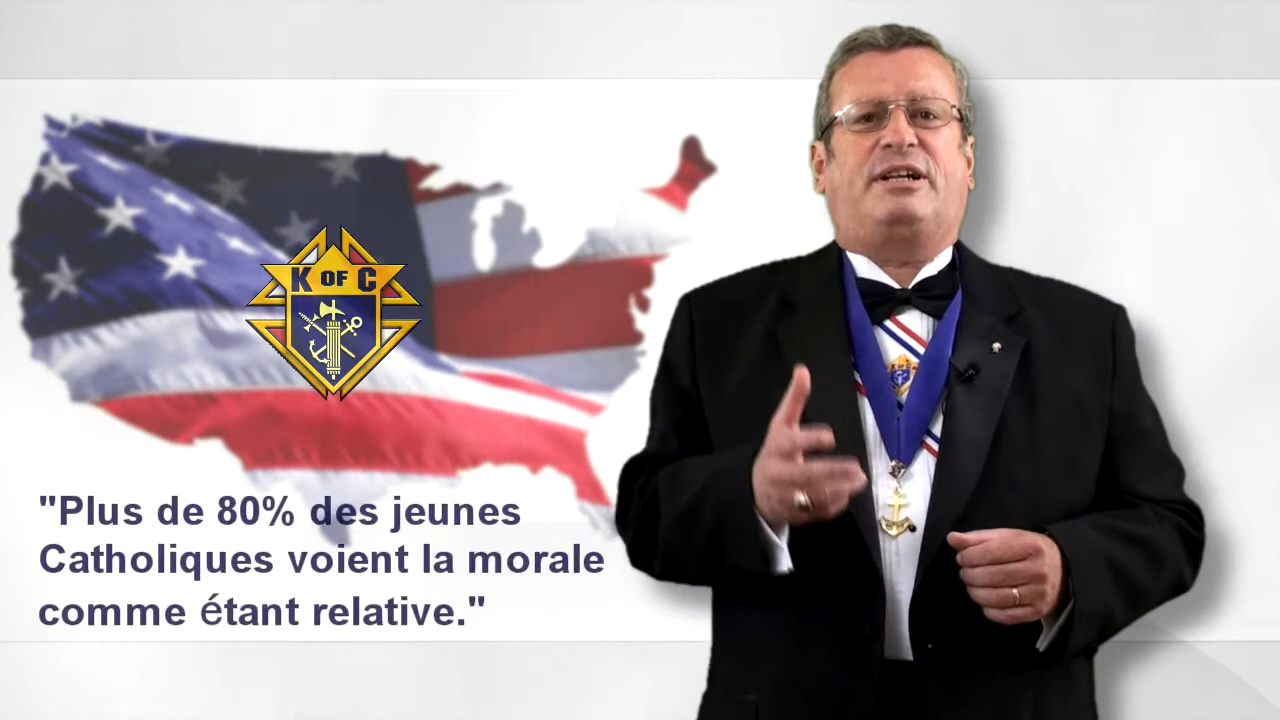 K OF C
"Plus de 80% des jeunes
Catholiques voient la morale
comme étant relative."